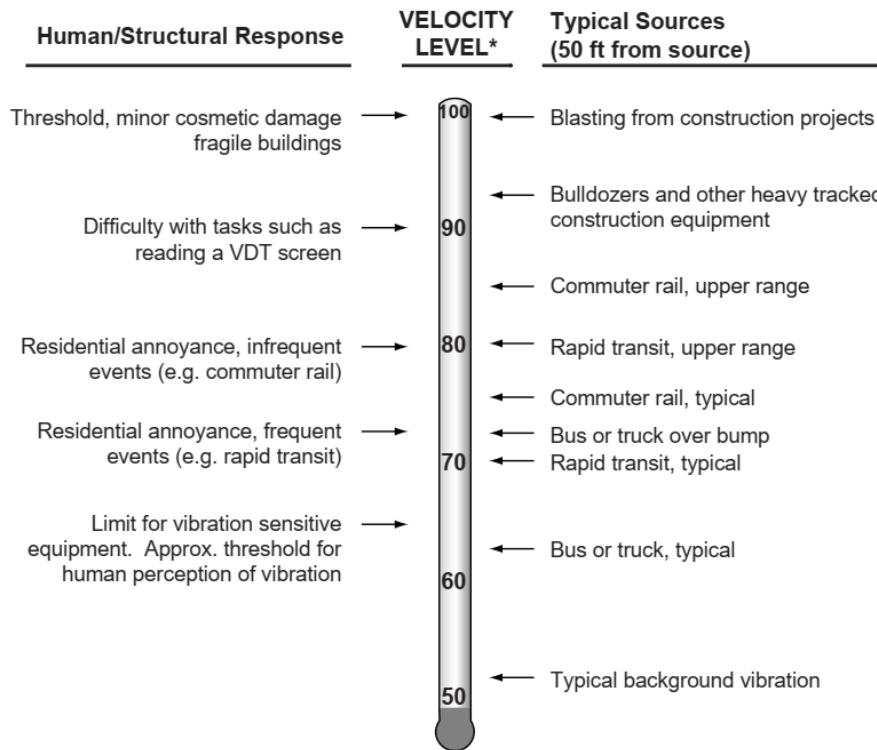 Human/Structural Response
VELOCITY
LEVEL*
Typical Sources
(50 ft from source)
Threshold, minor cosmetic damage
fragile buildings
100
Blasting from construction projects
Bulldozers and other heavy tracked
construction equipment
Difficulty with tasks such as
reading a VDT screen
90
Commuter rail, upper range
Residential annoyance, infrequent
events (e.g. commuter rail)
80
Rapid transit, upper range
Commuter rail, typical
Residential annoyance, frequent
events (e.g. rapid transit)
Bus or truck over bump
70
Rapid transit, typical
Limit for vibration sensitive
equipment. Approx. threshold for
human perception of vibration
Bus or truck, typical
60
50
Typical background vibration